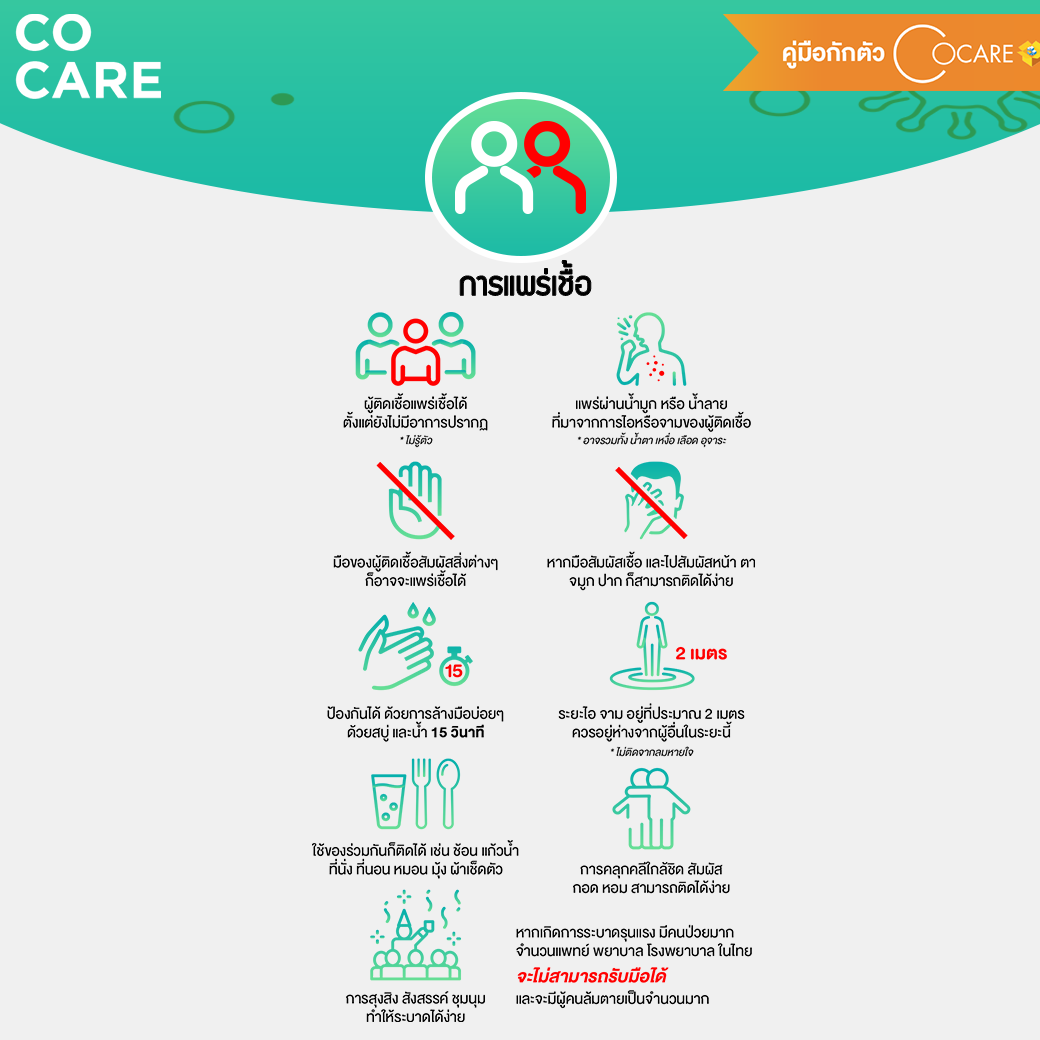 CO
CARE
คู่มือกักตัว COCARE
การแพร่เชื้อ
ผู้ติดเชื้อแพร่เชื้อได้
ตั้งแต่ยังไม่มีอาการปรากฏ
* ไม่รู้ตัว
แพร่ผ่านน้ำมูก หรือ น้ำลาย
ที่มาจากการไอหรือจามของผู้ติดเชื้อ
* อาจรวมทั้ง น้ำตา เหงื่อ เลือด อุจาระ
มือของผู้ติดเชื้อสัมผัสสิ่งต่างๆ
ก็อาจจะแพร่เชื้อได้
หากมือสัมผัสเชื้อ และไปสัมผัสหน้า ตา
จมูก ปาก ก็สามารถติดได้ง่าย
15
ป้องกันได้ ด้วยการล้างมือบ่อยๆ
ด้วยสบู่ และน้ำ 15 วินาที
2 เมตร
ระยะไอ จาม อยู่ที่ประมาณ 2 เมตร
ควรอยู่ห่างจากผู้อื่นในระยะนี้
* ไม่ติดจากลมหายใจ
ใช้ของร่วมกันก็ติดได้ เช่น ช้อน แก้วน้ำ
ที่นั่ง ที่นอน หมอน มุ้ง ผ้าเช็ดตัว
การคลุกคลีใกล้ชิด สัมผัส
กอด หอม สามารถติดได้ง่าย
การสุงสิง สังสรรค์ ชุมนุม
ทำให้ระบาดได้ง่าย
หากเกิดการระบาดรุนแรง มีคนป่วยมาก
จำนวนแพทย์ พยาบาล โรงพยาบาล ในไทย
จะไม่สามารถรับมือได้
และจะมีผู้คนล้มตายเป็นจำนวนมาก